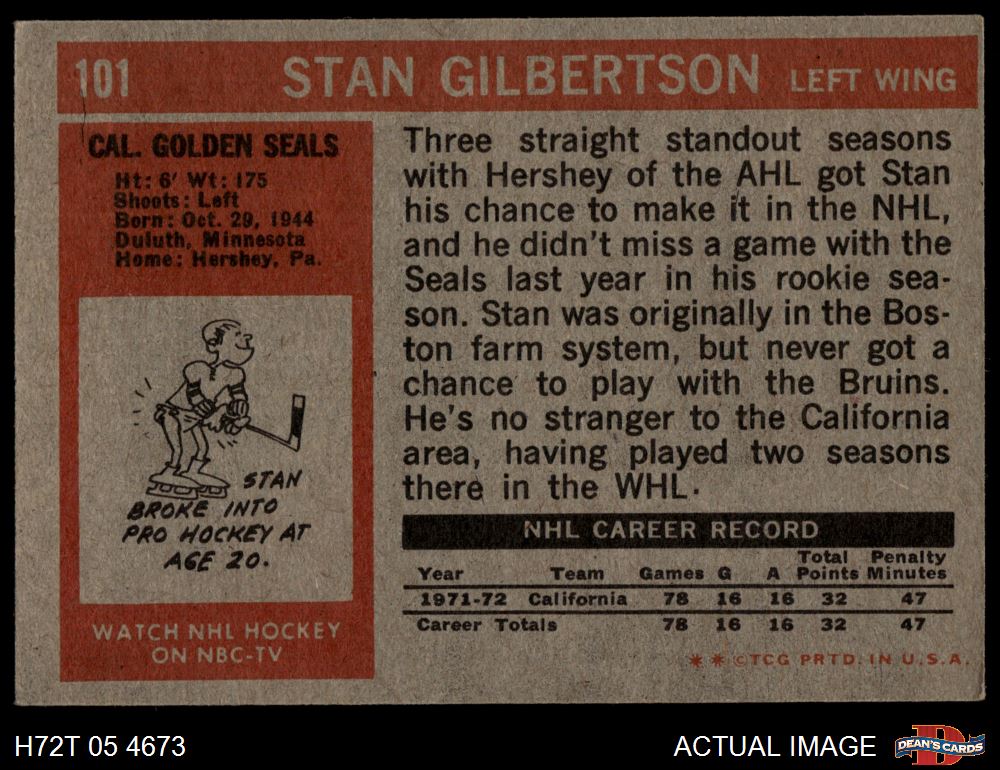 101 STAN GILBERTSON LEFT WING
CAL. GOLDEN SEALS
Ht: 6' Wt: 175
Shoots: Left
Born: Oct. 29, 1944
Duluth, Minnesota
Home: Hershey, Pa.
STAN
BROKE INTO
PRO HOCKEY AT
AGE 20.
WATCH NHL HOCKEY
ON NBC-TV
Three straight standout seasons
with Hershey of the AHL got Stan
his chance to make it in the NHL,
and he didn't miss a game with the
Seals last year in his rookie sea-
son. Stan was originally in the Bos-
ton farm system, but never got a
chance to play with the Bruins.
He's no stranger to the California
area, having played two seasons
there in the WHL.
NHL CAREER RECORD
Total Penalty
Year Team Games G A Points Minutes
1971-72 California 78 16 16 32 47
Career Totals 78 16 16 32 47
* * ©TCG PRTD. IN U.S.A.
H72T 05 4673 ACTUAL IMAGE D DEAN'S CARDS